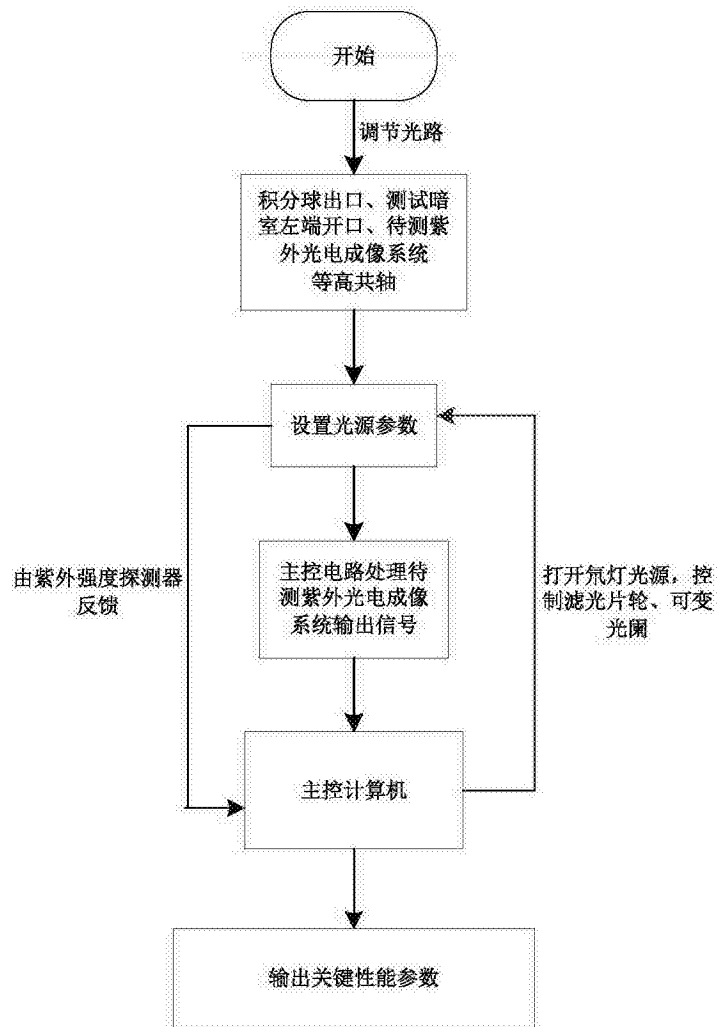 开始
调节光路
积分球出口、测试暗
室左端开口、待测紫
外光电成像系统
等高共轴
设置光源参数
由紫外强度探测器
反馈
主控电路处理待
测紫外光电成像
系统输出信号
打开氘灯光源，控
制滤光片轮、可变
光阑
主控计算机
输出关键性能参数